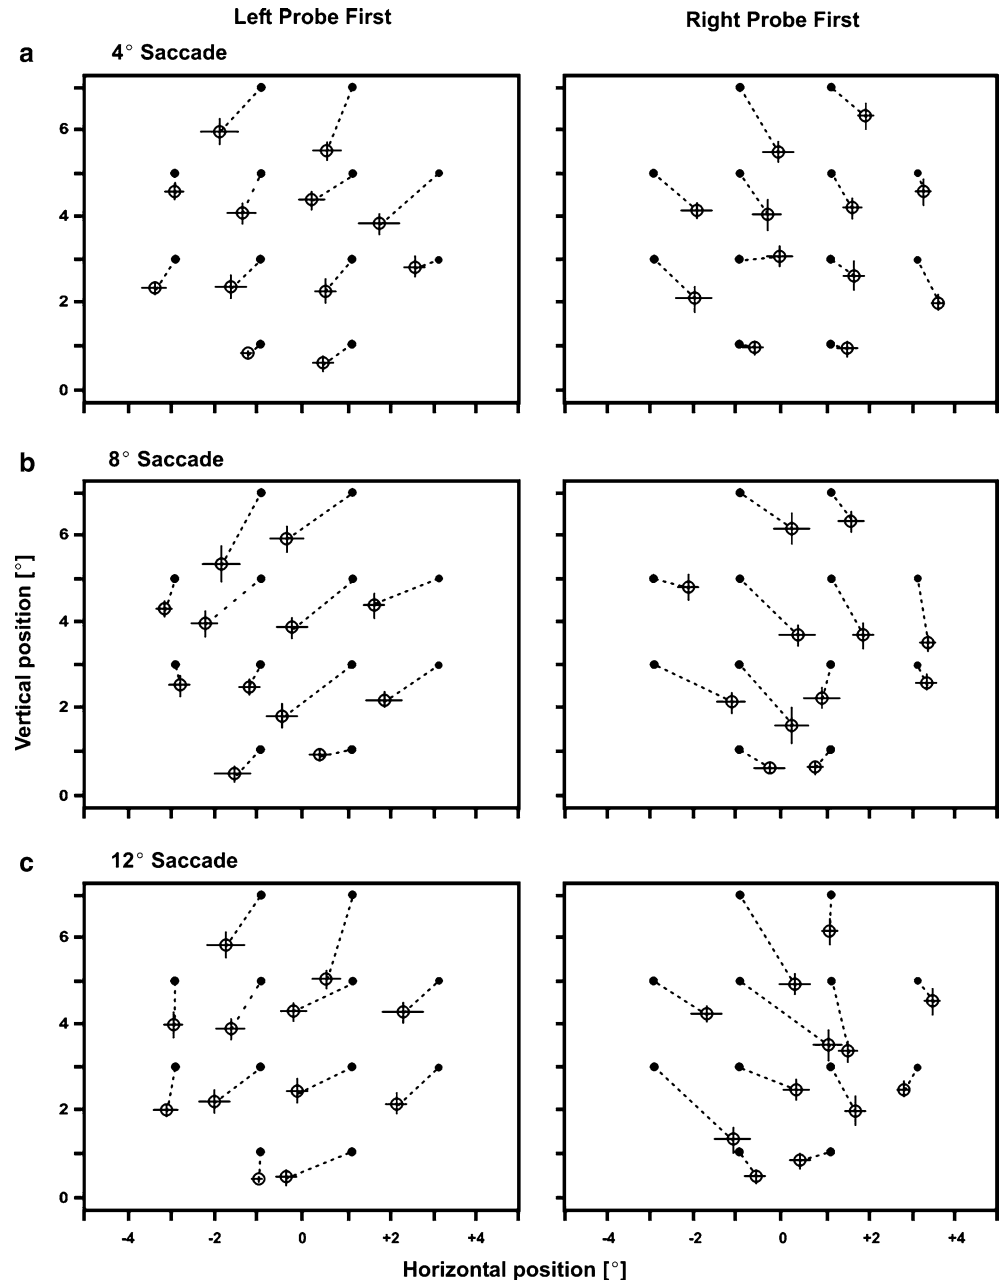 Left Probe First
Right Probe First
a
4° Saccade
6
4
2
0
b
8° Saccade
6
4
2
0
Vertical position [°]
c
12° Saccade
6
4
2
0
-4 -2 0 +2 +4
-4 -2 0 +2 +4
Horizontal position [°]